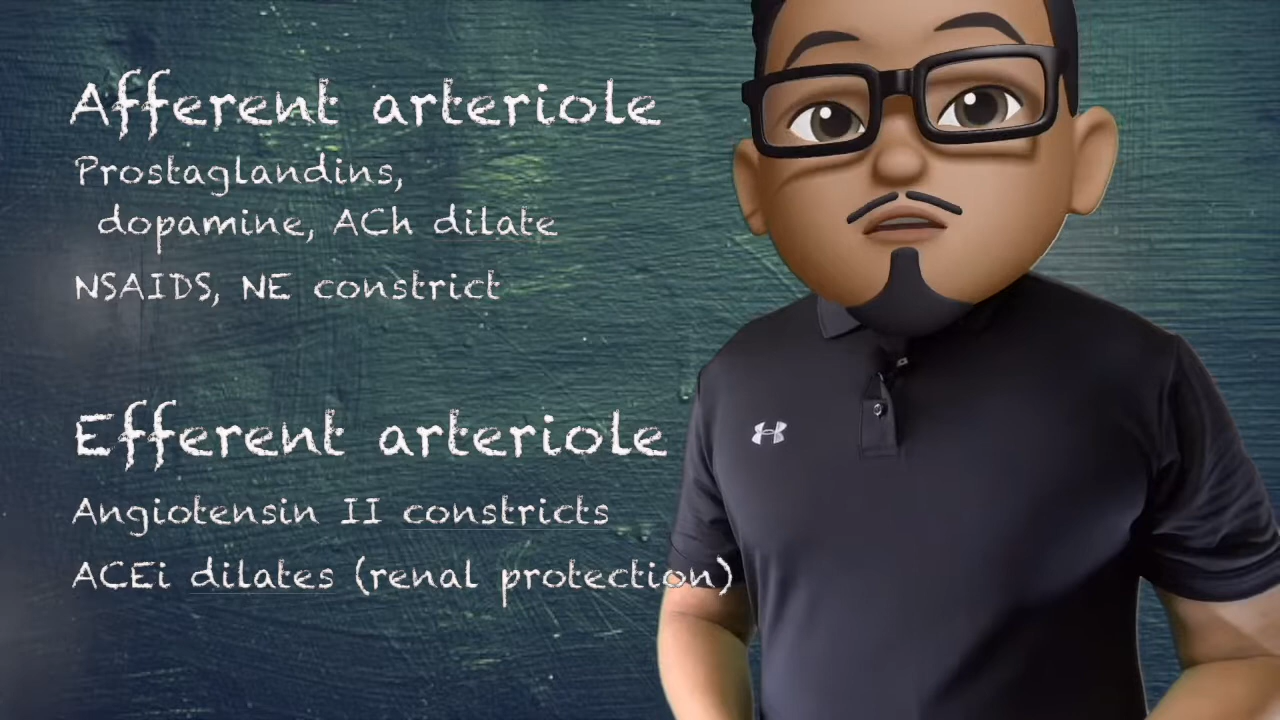 Afferent arteriole
Prostaglandins,
dopamine, ACh dilate
NSAIDS, NE constrict
Efferent arteriole
Angiotensin II constricts
ACEi dilates (renal protection)